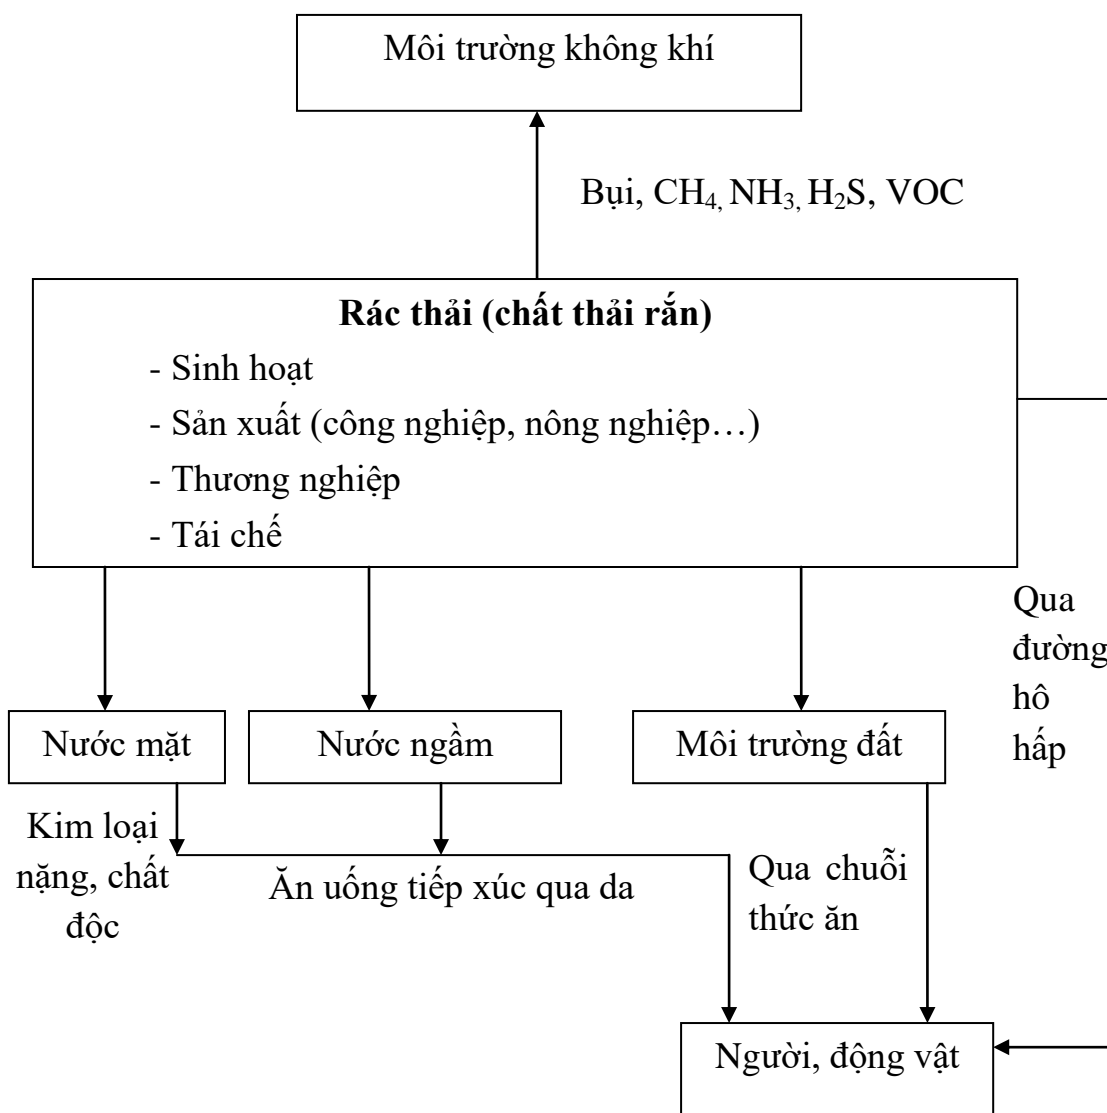 Môi trường không khí
Bụi, CH₄, NH₃, H₂S, VOC
Rác thải (chất thải rắn)
- Sinh hoạt
- Sản xuất (công nghiệp, nông nghiệp…)
- Thương nghiệp
- Tái chế
Qua
đường
hô
hấp
Nước mặt
Nước ngầm
Môi trường đất
Kim loại
nặng, chất
độc
Ăn uống tiếp xúc qua da
Qua chuỗi
thức ăn
Người, động vật